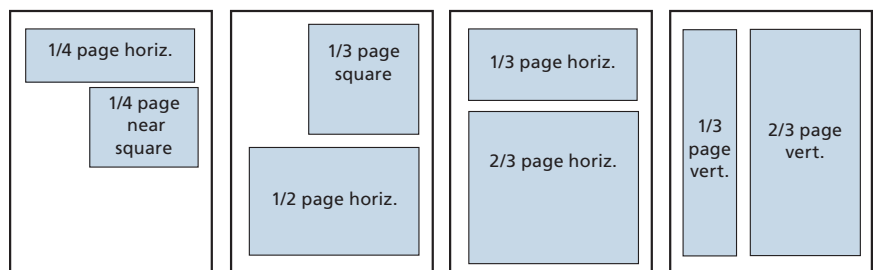 1/4 page horiz.
1/4 page
near
square
1/3 page
square
1/2 page horiz.
1/3 page horiz.
2/3 page horiz.
1/3
page
vert.
2/3 page
vert.